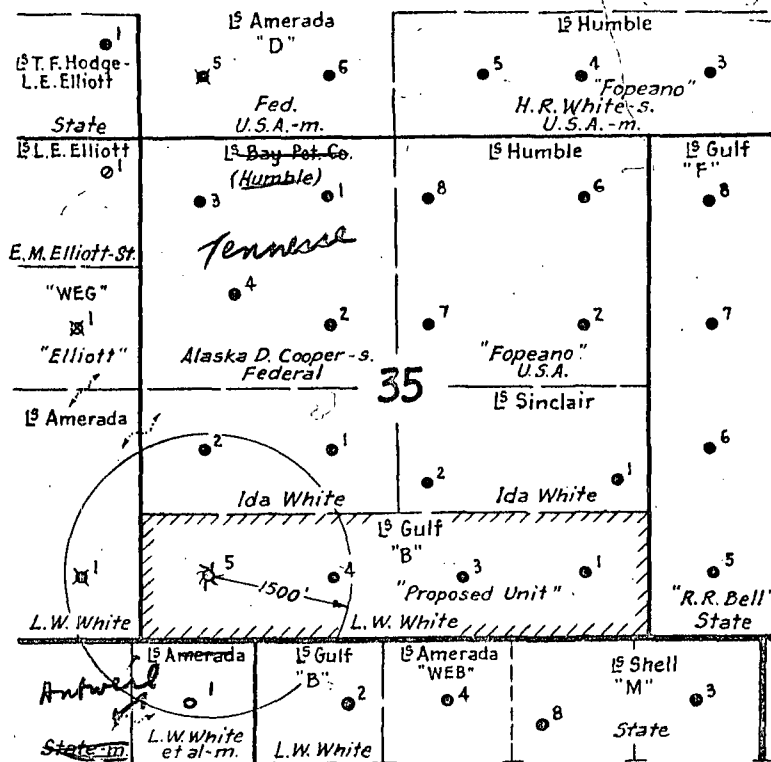 1
Ls T. F. Hodge-
L.E. Elliott
State
Ls Amerada
"D"
5
6
Fed.
U.S.A.-m.
Ls Humble
5
4
3
"Fopeano"
H.R. White-s.
U.S.A.-m.
Ls L.E. Elliott
1
E.M. Elliott-St.
"WEG"
1
"Elliott"
Ls Bay Pet. Co.
(Humble)
3
1
Tennesse
4
2
Alaska D. Cooper-s.
Federal
Ls Humble
8
6
7
2
"Fopeano"
U.S.A.
Ls Gulf
"F"
8
7
6
5
"R.R. Bell"
State
35
Ls Amerada
1
L.W. White
2
1
Ida White
Ls Sinclair
2
1
Ida White
Ls Gulf
"B"
5
4
3
1
1500'
"Proposed Unit"
L.W. White
Antweil
State-m.
Ls Amerada
1
L.W. White
et al-m.
Ls Gulf
"B"
2
L.W. White
Ls Amerada
"WEB"
4
Ls Shell
"M"
8
3
State